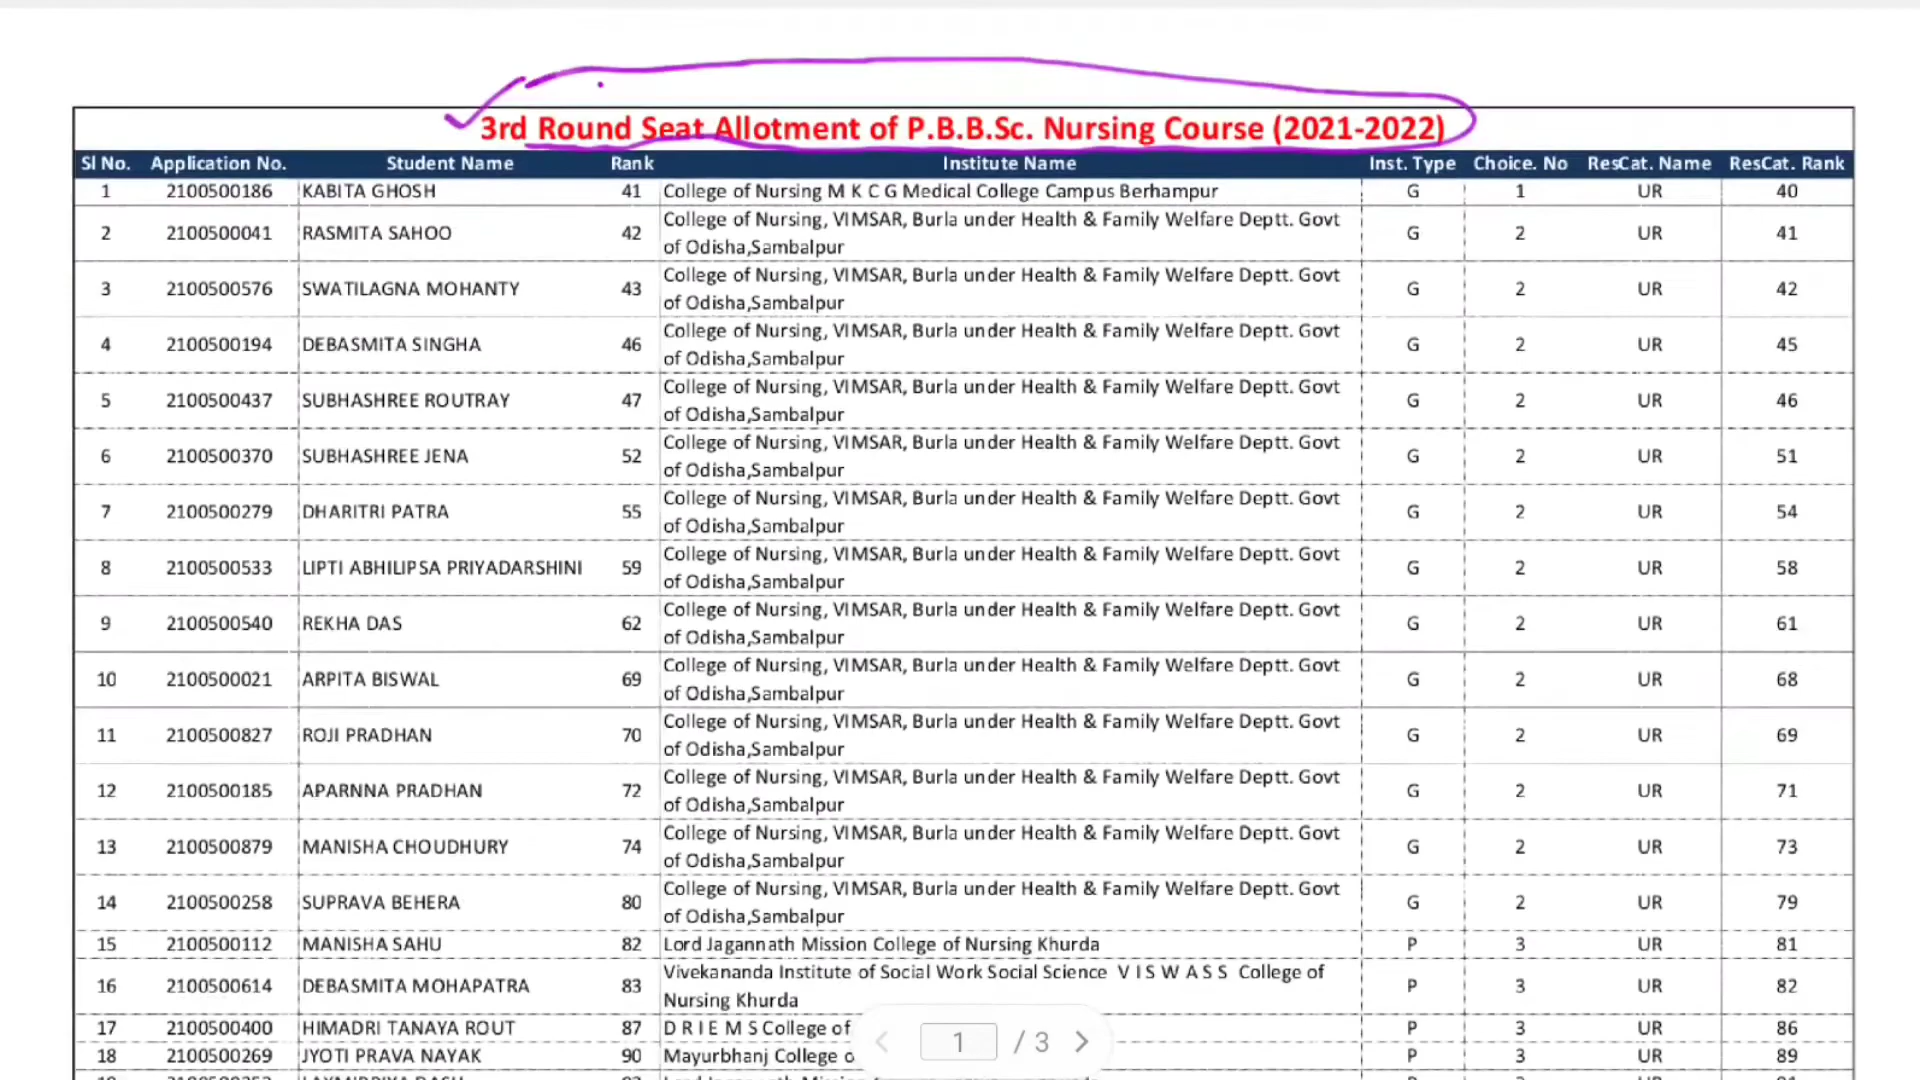 3rd Round Seat Allotment of P.B.B.Sc. Nursing Course (2021-2022)
Sl No. Application No. Student Name Rank Institute Name Inst. Type Choice. No ResCat. Name ResCat. Rank
1 2100500186 KABITA GHOSH 41 College of Nursing M K C G Medical College Campus Berhampur G 1 UR 40
2 2100500041 RASMITA SAHOO 42 College of Nursing, VIMSAR, Burla under Health & Family Welfare Deptt. Govt
of Odisha,Sambalpur G 2 UR 41
3 2100500576 SWATILAGNA MOHANTY 43 College of Nursing, VIMSAR, Burla under Health & Family Welfare Deptt. Govt
of Odisha,Sambalpur G 2 UR 42
4 2100500194 DEBASMITA SINGHA 46 College of Nursing, VIMSAR, Burla under Health & Family Welfare Deptt. Govt
of Odisha,Sambalpur G 2 UR 45
5 2100500437 SUBHASHREE ROUTRAY 47 College of Nursing, VIMSAR, Burla under Health & Family Welfare Deptt. Govt
of Odisha,Sambalpur G 2 UR 46
6 2100500370 SUBHASHREE JENA 52 College of Nursing, VIMSAR, Burla under Health & Family Welfare Deptt. Govt
of Odisha,Sambalpur G 2 UR 51
7 2100500279 DHARITRI PATRA 55 College of Nursing, VIMSAR, Burla under Health & Family Welfare Deptt. Govt
of Odisha,Sambalpur G 2 UR 54
8 2100500533 LIPTI ABHILIPSA PRIYADARSHINI 59 College of Nursing, VIMSAR, Burla under Health & Family Welfare Deptt. Govt
of Odisha,Sambalpur G 2 UR 58
9 2100500540 REKHA DAS 62 College of Nursing, VIMSAR, Burla under Health & Family Welfare Deptt. Govt
of Odisha,Sambalpur G 2 UR 61
10 2100500021 ARPITA BISWAL 69 College of Nursing, VIMSAR, Burla under Health & Family Welfare Deptt. Govt
of Odisha,Sambalpur G 2 UR 68
11 2100500827 ROJI PRADHAN 70 College of Nursing, VIMSAR, Burla under Health & Family Welfare Deptt. Govt
of Odisha,Sambalpur G 2 UR 69
12 2100500185 APARNNA PRADHAN 72 College of Nursing, VIMSAR, Burla under Health & Family Welfare Deptt. Govt
of Odisha,Sambalpur G 2 UR 71
13 2100500879 MANISHA CHOUDHURY 74 College of Nursing, VIMSAR, Burla under Health & Family Welfare Deptt. Govt
of Odisha,Sambalpur G 2 UR 73
14 2100500258 SUPRAVA BEHERA 80 College of Nursing, VIMSAR, Burla under Health & Family Welfare Deptt. Govt
of Odisha,Sambalpur G 2 UR 79
15 2100500112 MANISHA SAHU 82 Lord Jagannath Mission College of Nursing Khurda P 3 UR 81
16 2100500614 DEBASMITA MOHAPATRA 83 Vivekananda Institute of Social Work Social Science V I S W A S S College of
Nursing Khurda P 3 UR 82
17 2100500400 HIMADRI TANAYA ROUT 87 D R I E M S College of P 3 UR 86
18 2100500269 JYOTI PRAVA NAYAK 90 Mayurbhanj College o P 3 UR 89
1 / 3